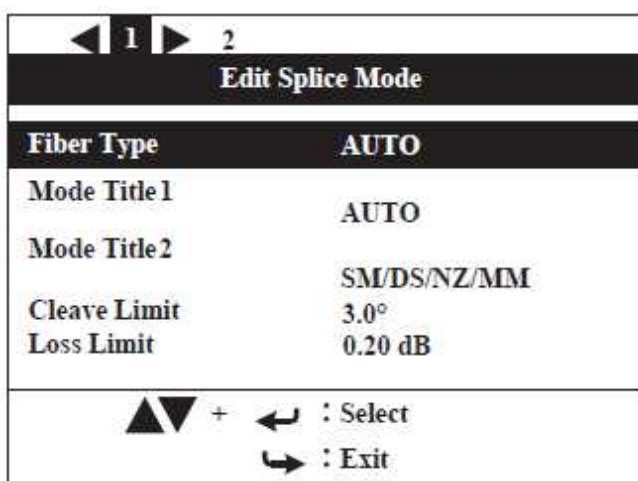 1 2
Edit Splice Mode
Fiber Type AUTO
Mode Title1
AUTO
Mode Title2
SM/DS/NZ/MM
Cleave Limit 3.0°
Loss Limit 0.20 dB
+ : Select
: Exit